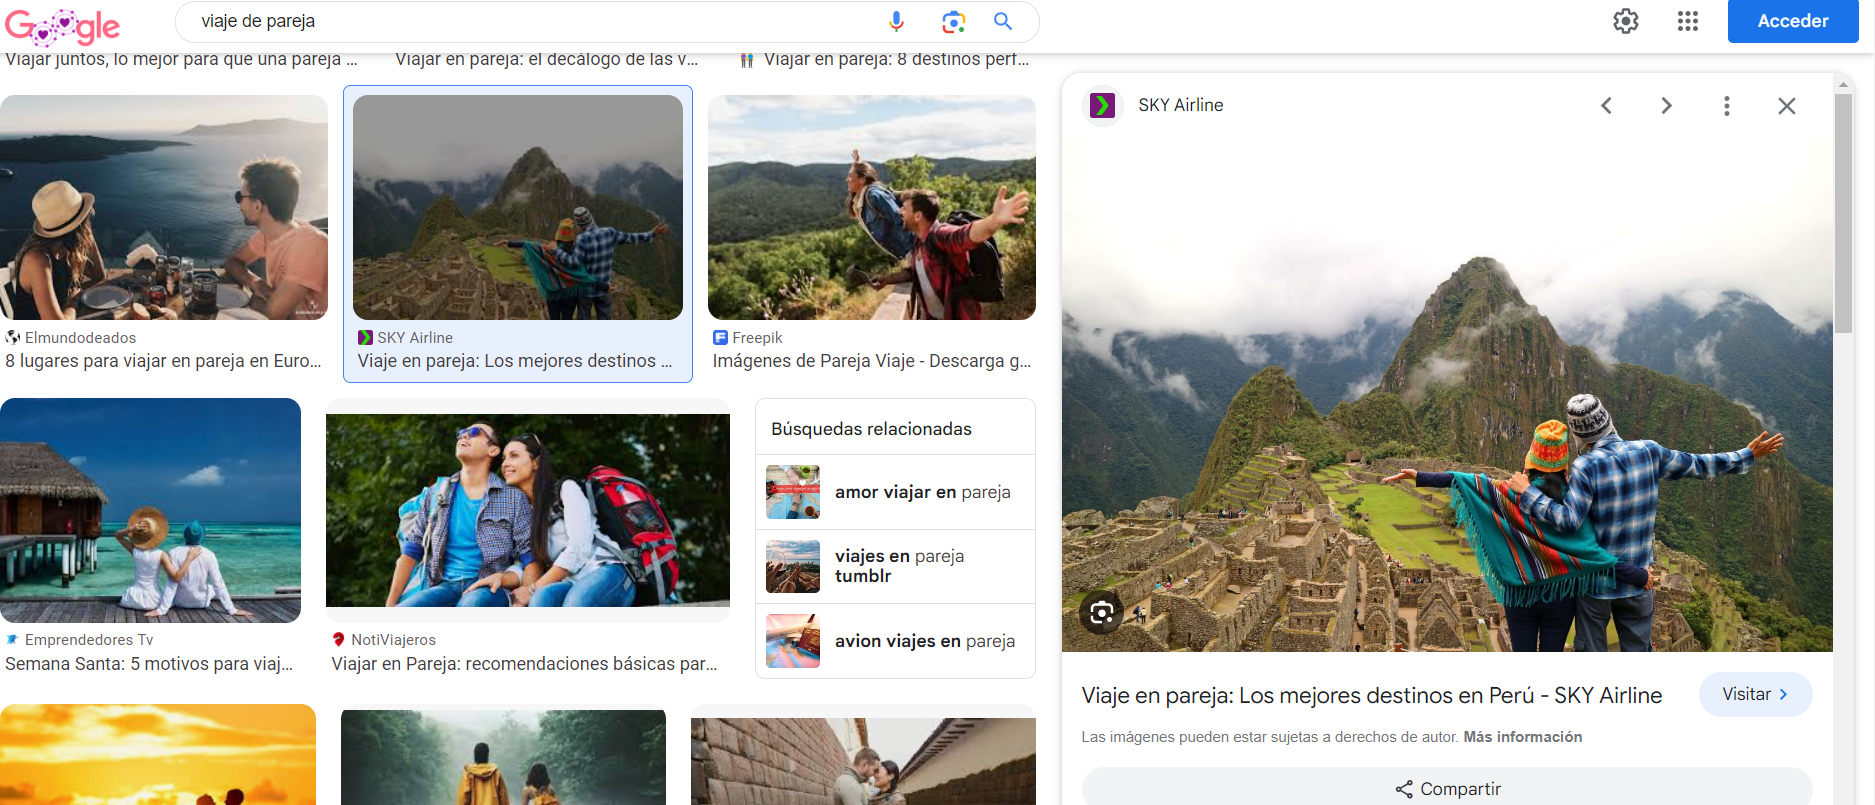 Google
viaje de pareja
Acceder
Viajar juntos, lo mejor para que una pareja ...
Viajar en pareja: el decálogo de las v...
Viajar en pareja: 8 destinos perf...
Elmundodeados
8 lugares para viajar en pareja en Euro...
SKY Airline
Viaje en pareja: Los mejores destinos ...
Freepik
Imágenes de Pareja Viaje - Descarga g...
Emprendedores Tv
Semana Santa: 5 motivos para viaj...
NotiViajeros
Viajar en Pareja: recomendaciones básicas par...
Búsquedas relacionadas
amor viajar en pareja
viajes en pareja
tumblr
avion viajes en pareja
SKY Airline
Viaje en pareja: Los mejores destinos en Perú - SKY Airline
Visitar
Las imágenes pueden estar sujetas a derechos de autor. Más información
Compartir